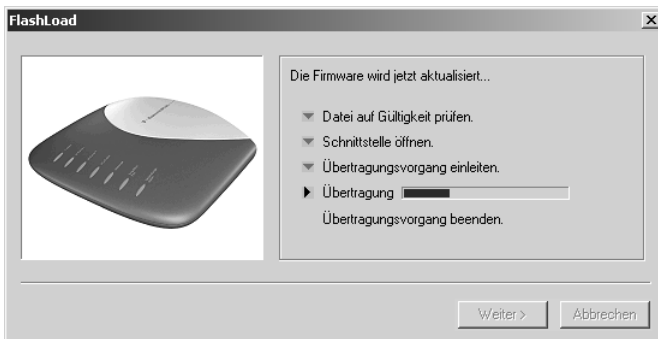 FlashLoad
Die Firmware wird jetzt aktualisiert...
Datei auf Gültigkeit prüfen.
Schnittstelle öffnen.
Übertragungsvorgang einleiten.
Übertragung
Übertragungsvorgang beenden.
Weiter >
Abbrechen